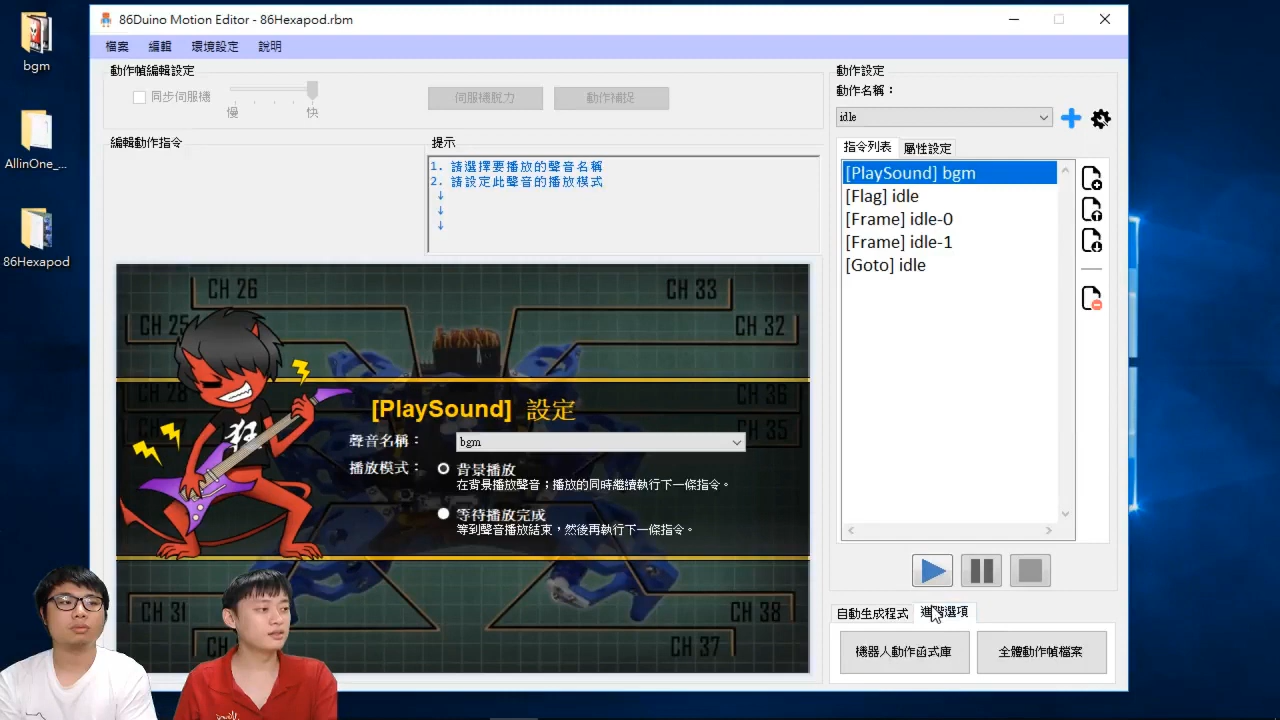 bgm
AllinOne_...
86Hexapod
86Duino Motion Editor - 86Hexapod.rbm
檔案 編輯 環境設定 說明
動作幀編輯設定
同步伺服機
慢 快
伺服機脫力 動作補捉
編輯動作指令
提示
1. 請選擇要播放的聲音名稱
2. 請設定此聲音的播放模式
↓
↓
↓
CH 26 CH 33
CH 25 CH 32
CH 28 CH 36
CH 35
狂
[PlaySound] 設定
聲音名稱： bgm
播放模式： 背景播放
在背景播放聲音；播放的同時繼續執行下一條指令。
等待播放完成
等到聲音播放結束，然後再執行下一條指令。
CH 31 CH 38
CH 37
動作設定
動作名稱：
idle
指令列表 屬性設定
[PlaySound] bgm
[Flag] idle
[Frame] idle-0
[Frame] idle-1
[Goto] idle
自動生成程式 進階選項
機器人動作函式庫 全體動作幀檔案